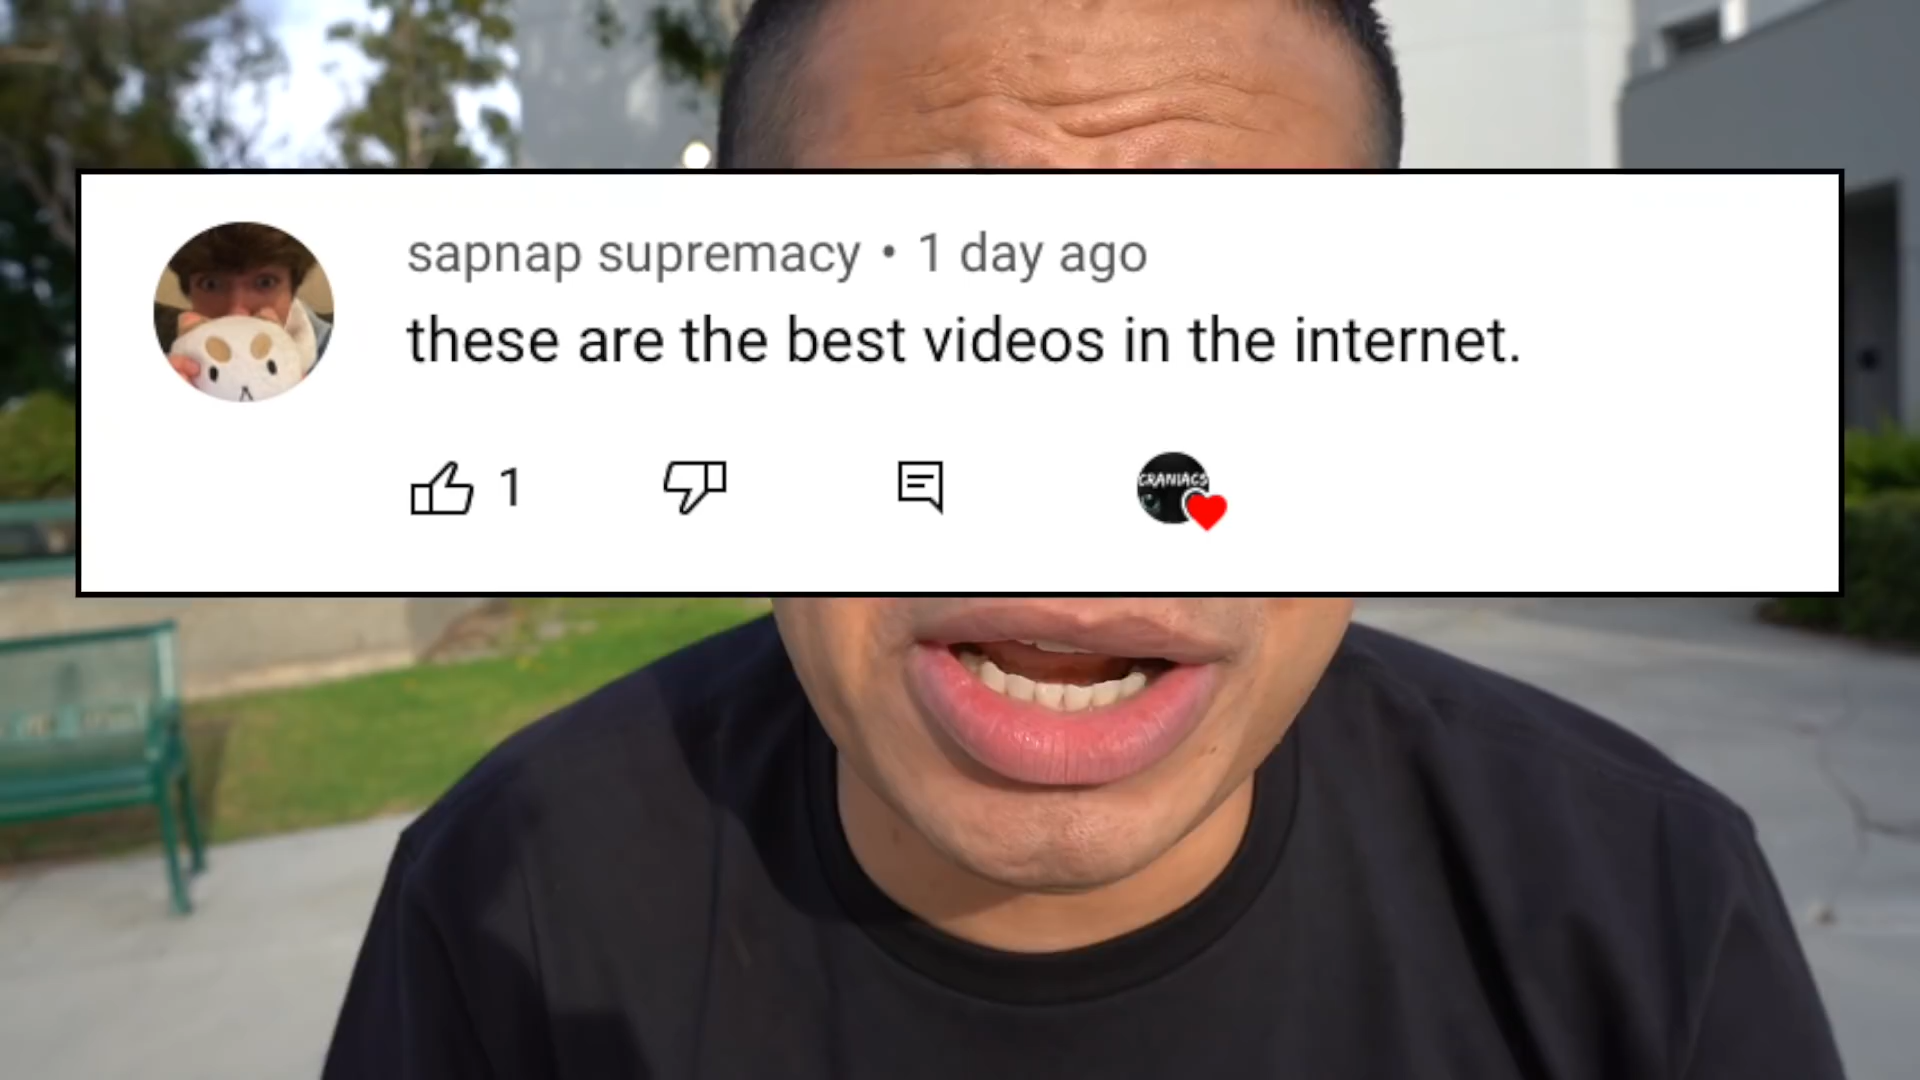 sapnap supremacy • 1 day ago
these are the best videos in the internet.
1
CRANIACS